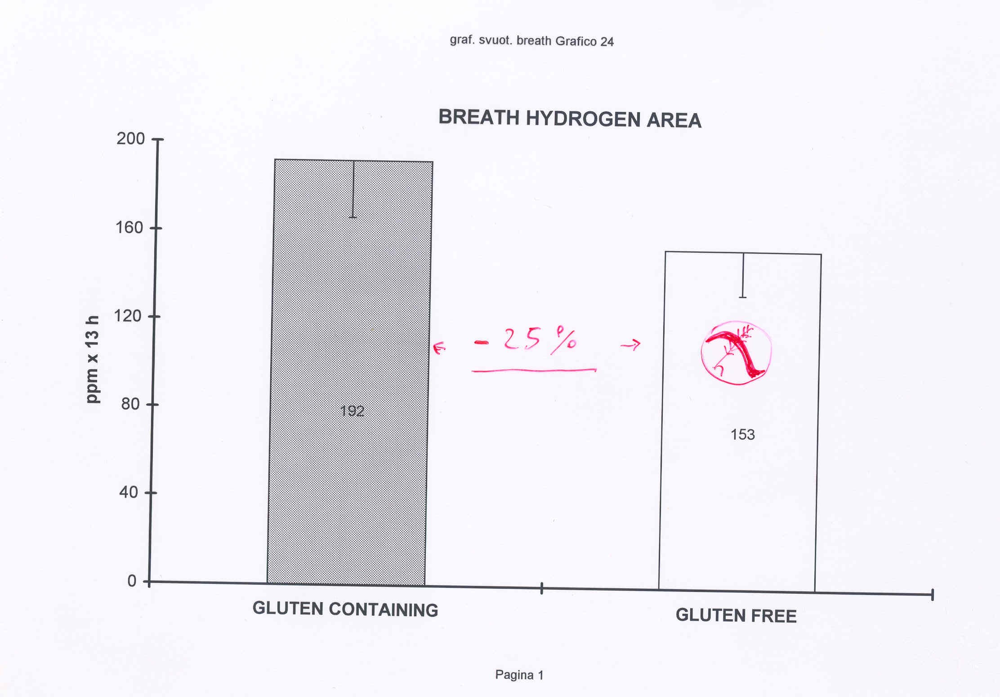 graf. svuot. breath Grafico 24
BREATH HYDROGEN AREA
200
160
120
80
40
0
ppm x 13 h
192
- 25 %
153
GLUTEN CONTAINING
GLUTEN FREE
Pagina 1